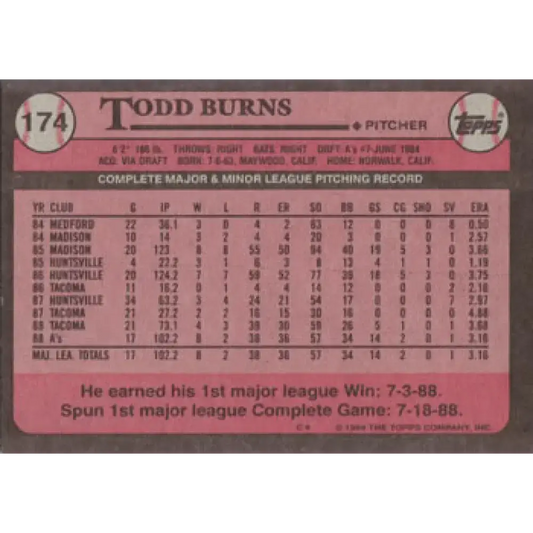 174
TODD BURNS
PITCHER
Topps
6'2" 186 lb. THROWS: RIGHT BATS: RIGHT DRAFT: A's #7-JUNE 1984
ACQ: VIA DRAFT BORN: 7-6-63, MAYWOOD, CALIF. HOME: NORWALK, CALIF.
COMPLETE MAJOR & MINOR LEAGUE PITCHING RECORD
YR CLUB G IP W L R ER SO BB GS CG SHO SV ERA
84 MEDFORD 22 36.1 3 0 4 2 63 12 0 0 0 8 0.50
84 MADISON 10 14 3 2 4 4 20 3 0 0 0 1 2.57
85 MADISON 20 123 8 8 55 50 94 40 19 5 3 0 3.66
85 HUNTSVILLE 4 22.2 3 1 7 3 8 7 4 0 0 0 1.19
86 HUNTSVILLE 20 124.2 7 7 59 52 77 39 18 5 3 0 3.75
86 TACOMA 11 16.2 0 0 5 4 14 12 0 0 0 2 2.16
87 HUNTSVILLE 34 63.2 3 4 24 21 54 17 0 0 0 7 2.97
87 TACOMA 21 27.2 2 2 16 15 30 16 0 0 0 0 4.88
88 TACOMA 21 73.1 4 3 39 30 59 26 5 1 0 1 3.68
88 A's 17 102.2 8 2 38 36 57 34 14 2 0 1 3.16
MAJ. LEA. TOTALS 17 102.2 8 2 38 36 57 34 14 2 0 1 3.16
He earned his 1st major league Win: 7-3-88.
Spun 1st major league Complete Game: 7-18-88.
© 1989 THE TOPPS COMPANY, INC.